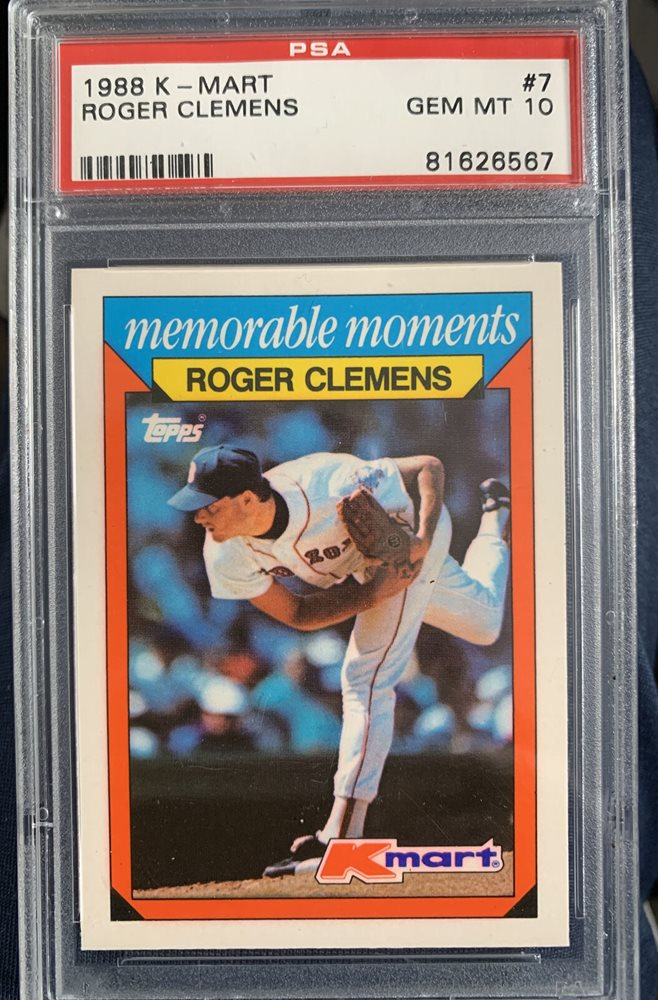 PSA
1988 K-MART #7
ROGER CLEMENS GEM MT 10
81626567
memorable moments
ROGER CLEMENS
topps
Kmart